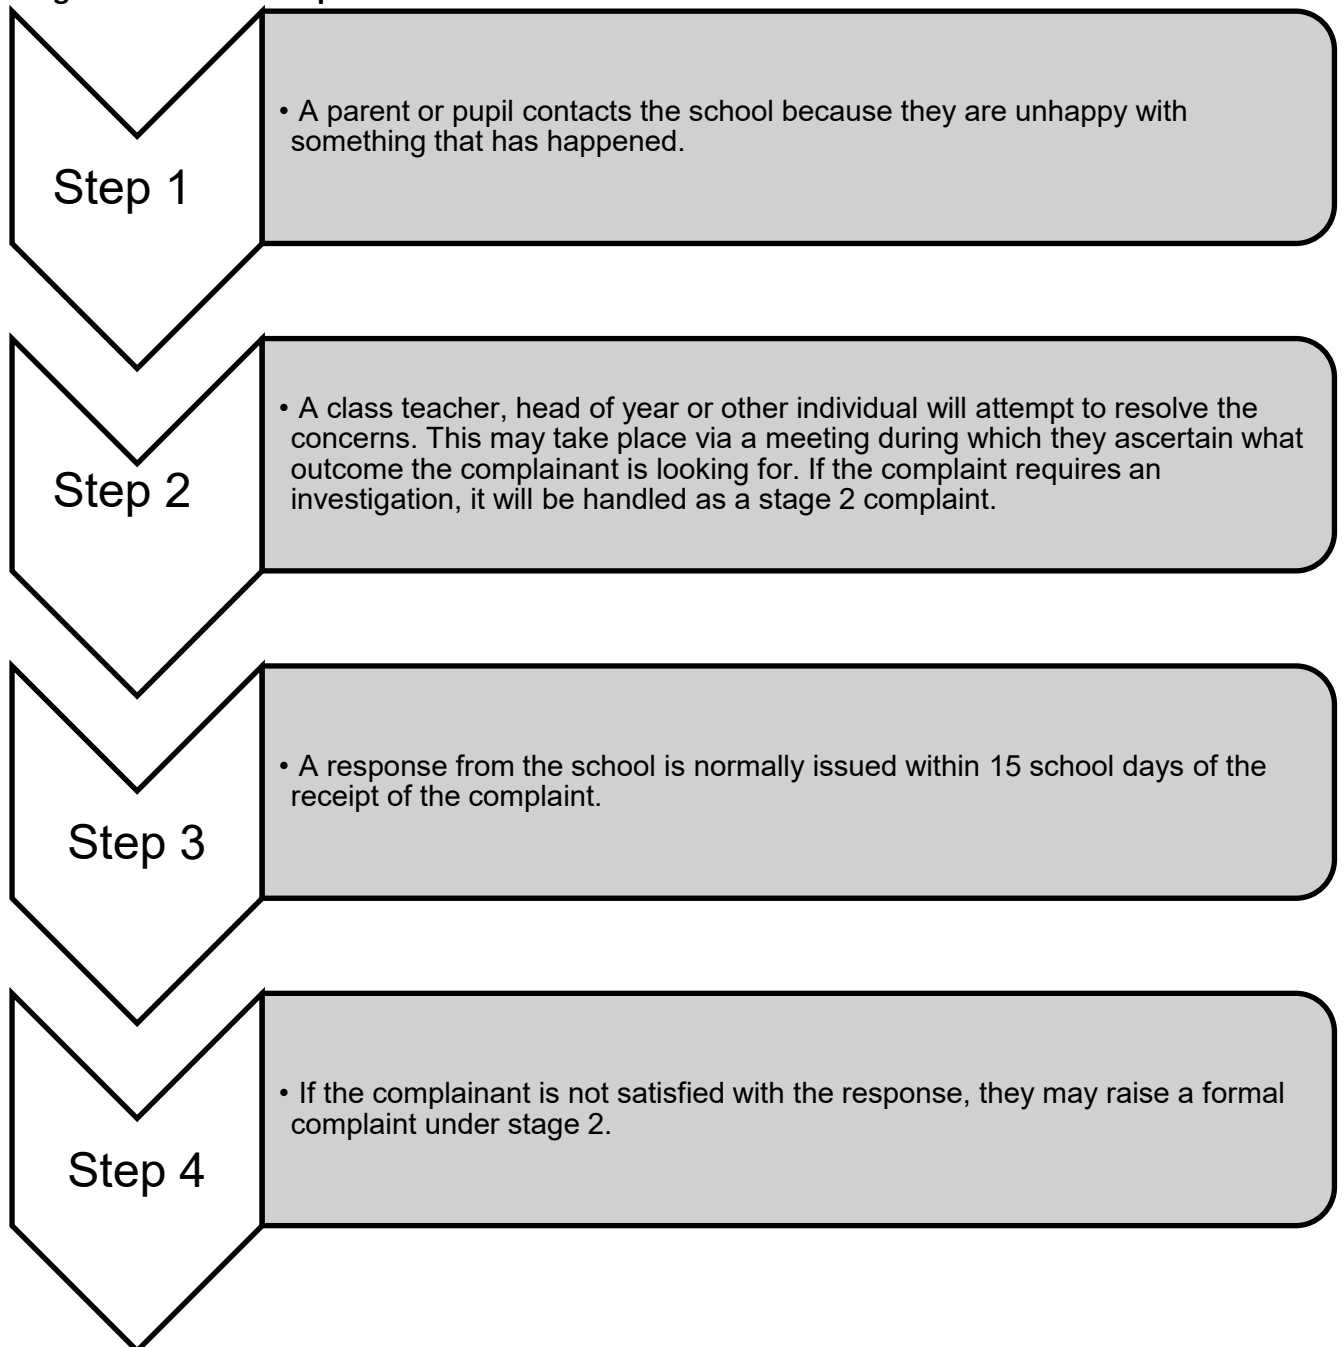 Step 1
• A parent or pupil contacts the school because they are unhappy with
something that has happened.
Step 2
• A class teacher, head of year or other individual will attempt to resolve the
concerns. This may take place via a meeting during which they ascertain what
outcome the complainant is looking for. If the complaint requires an
investigation, it will be handled as a stage 2 complaint.
Step 3
• A response from the school is normally issued within 15 school days of the
receipt of the complaint.
Step 4
• If the complainant is not satisfied with the response, they may raise a formal
complaint under stage 2.